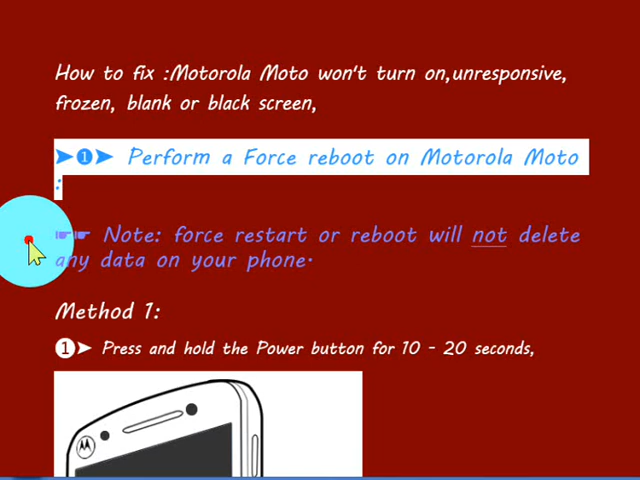 How to fix :Motorola Moto won't turn on,unresponsive,
frozen, blank or black screen,
➤❶➤ Perform a Force reboot on Motorola Moto
:
☛☛ Note: force restart or reboot will not delete
any data on your phone.
Method 1:
❶➤ Press and hold the Power button for 10 - 20 seconds,